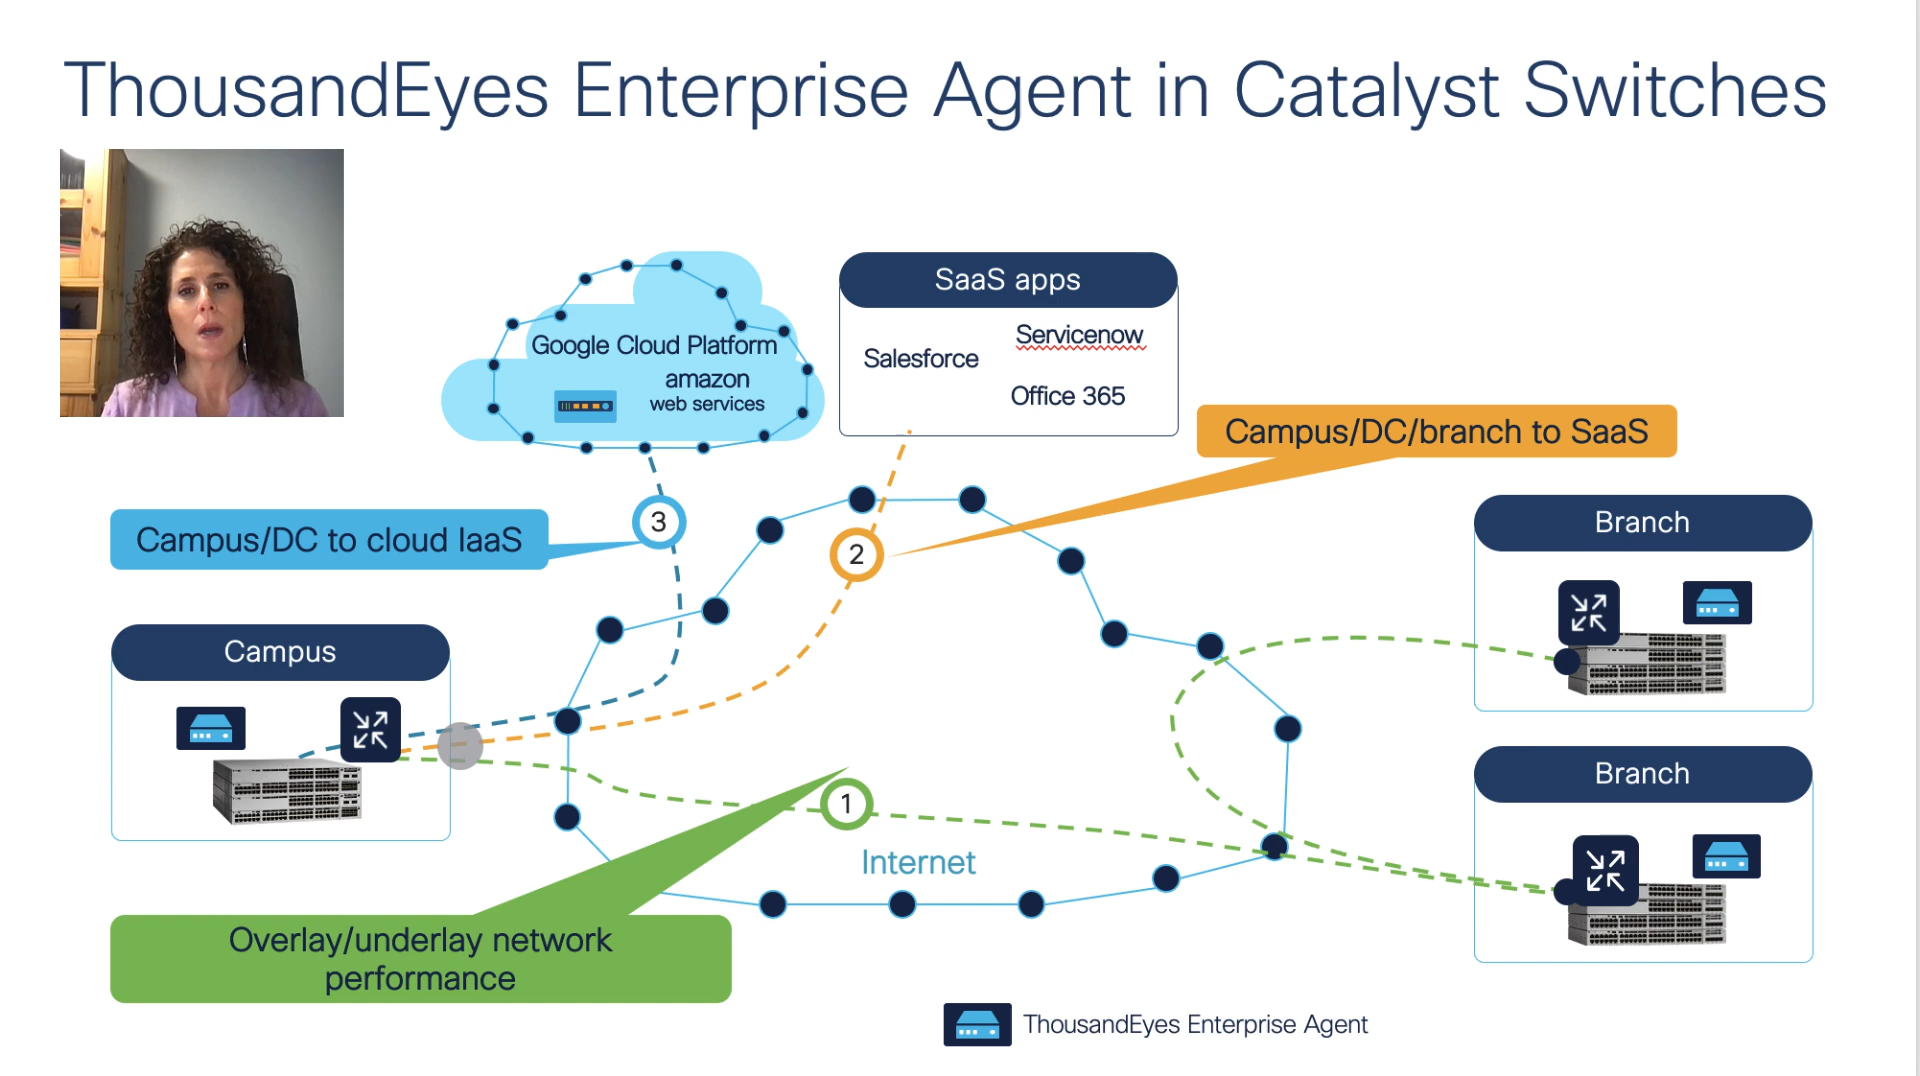 ThousandEyes Enterprise Agent in Catalyst Switches
SaaS apps
Google Cloud Platform
amazon
web services
Servicenow
Salesforce
Office 365
Campus/DC/branch to SaaS
Campus/DC to cloud IaaS
3
2
Branch
Campus
Branch
1
Internet
Overlay/underlay network
performance
ThousandEyes Enterprise Agent